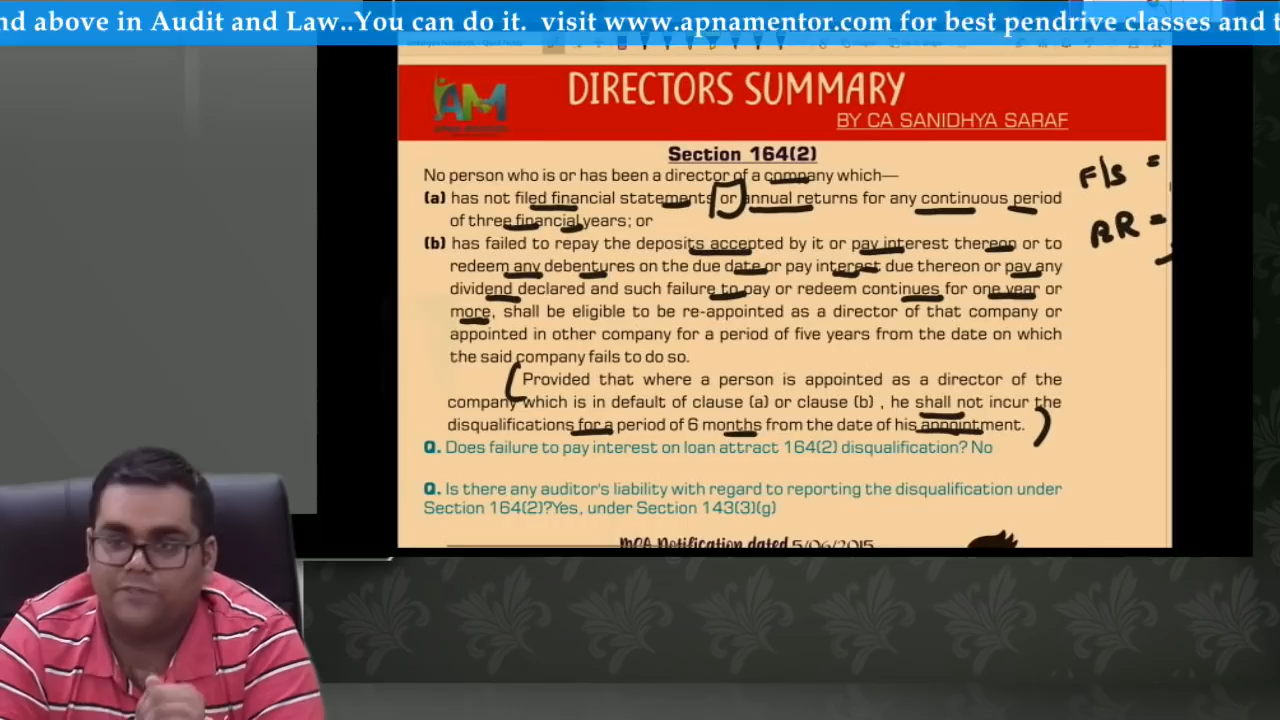 nd above in Audit and Law..You can do it. visit www.apnamentor.com for best pendrive classes and t
AM
DIRECTORS SUMMARY
BY CA SANIDHYA SARAF
Section 164(2)
No person who is or has been a director of a company which—
(a) has not filed financial statements or annual returns for any continuous period
of three financial years; or
(b) has failed to repay the deposits accepted by it or pay interest thereon or to
redeem any debentures on the due date or pay interest due thereon or pay any
dividend declared and such failure to pay or redeem continues for one year or
more, shall be eligible to be re-appointed as a director of that company or
appointed in other company for a period of five years from the date on which
the said company fails to do so.
Provided that where a person is appointed as a director of the
company which is in default of clause (a) or clause (b) , he shall not incur the
disqualifications for a period of 6 months from the date of his appointment.
Q. Does failure to pay interest on loan attract 164(2) disqualification? No
Q. Is there any auditor's liability with regard to reporting the disqualification under
Section 164(2)?Yes, under Section 143(3)(g)
MCA Notification dated 5/06/2015
F/S =
RR =